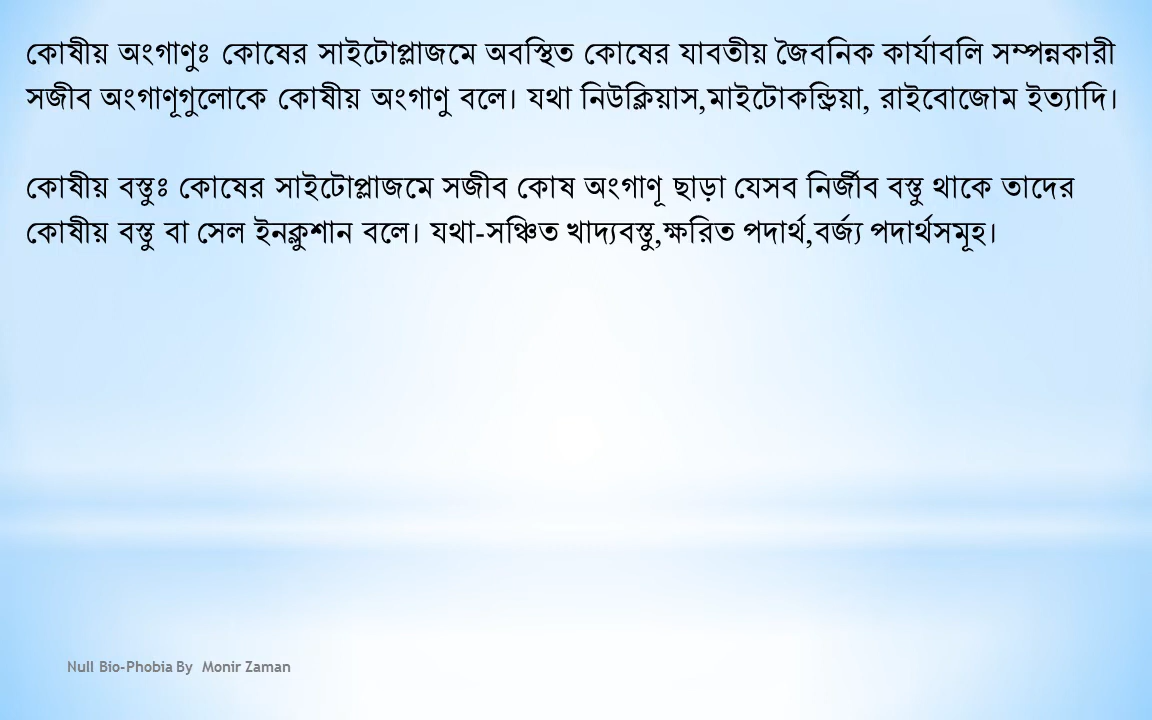 কোষীয় অংগাণুঃ কোষের সাইটোপ্লাজমে অবস্থিত কোষের যাবতীয় জৈবনিক কার্যাবলি সম্পন্নকারী
সজীব অংগাণূগুলোকে কোষীয় অংগাণু বলে। যথা নিউক্লিয়াস,মাইটোকন্ড্রিয়া, রাইবোজোম ইত্যাদি।
কোষীয় বস্তুঃ কোষের সাইটোপ্লাজমে সজীব কোষ অংগাণূ ছাড়া যেসব নির্জীব বস্তু থাকে তাদের
কোষীয় বস্তু বা সেল ইনক্লুশান বলে। যথা-সঞ্চিত খাদ্যবস্তু,ক্ষরিত পদার্থ,বর্জ্য পদার্থসমূহ।
Null Bio-Phobia By Monir Zaman